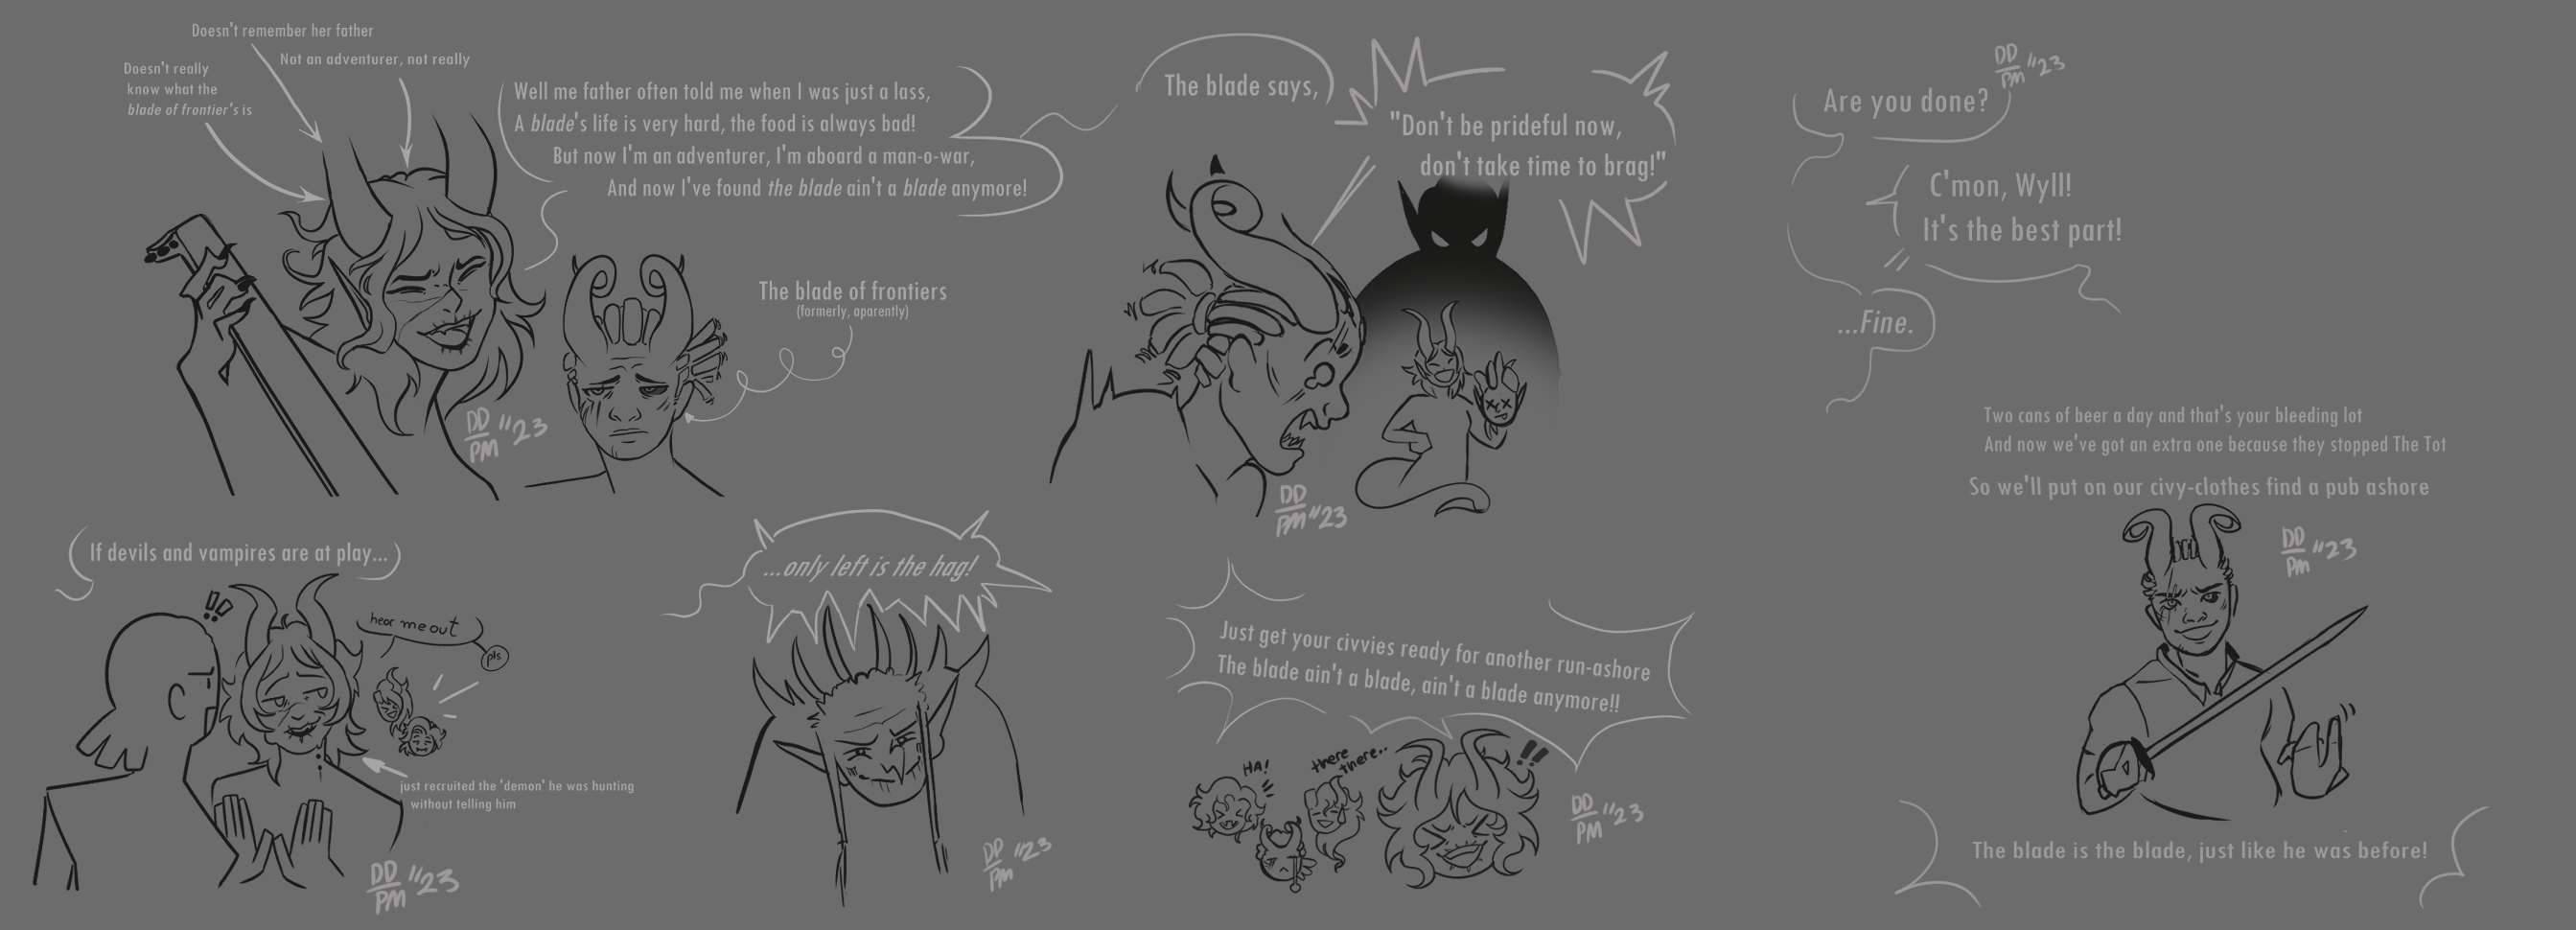 Doesn't remember her father
Not an adventurer, not really
Doesn't really
know what the
blade of frontier's is
Well me father often told me when I was just a lass,
A blade's life is very hard, the food is always bad!
But now I'm an adventurer, I'm aboard a man-o-war,
And now I've found the blade ain't a blade anymore!
The blade of frontiers
(formerly, aparently)
DD
PM "23
The blade says,
"Don't be prideful now,
don't take time to brag!"
DD
PM "23
If devils and vampires are at play...
!!
hear me out
pls
just recruited the 'demon' he was hunting
without telling him
DD
PM "23
...only left is the hag!
DD
PM "23
Just get your civvies ready for another run-ashore
The blade ain't a blade, ain't a blade anymore!!
HA!
there
there..
!!
DD
PM "23
DD
PM "23
Are you done?
C'mon, Wyll!
It's the best part!
...Fine.
Two cans of beer a day and that's your bleeding lot
And now we've got an extra one because they stopped The Tot
So we'll put on our civy-clothes find a pub ashore
DD
PM "23
The blade is the blade, just like he was before!